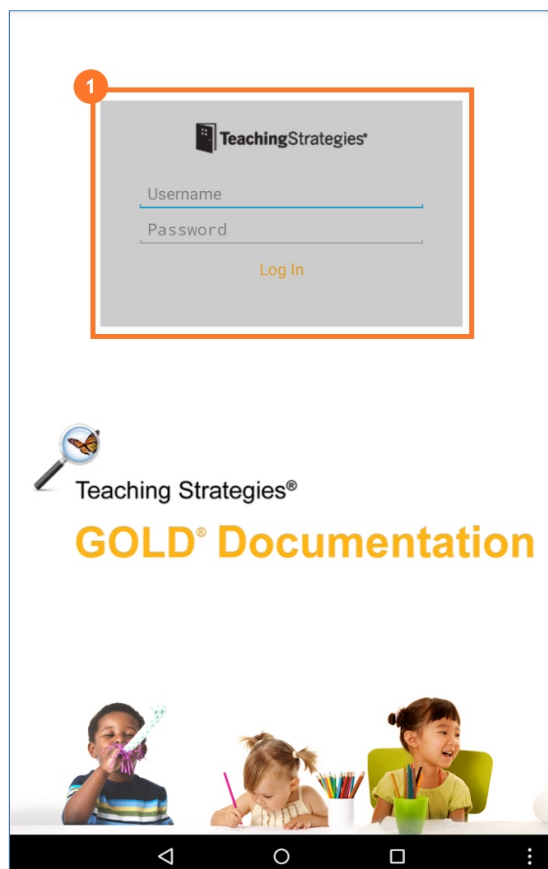 1
TeachingStrategies®
Username
Password
Log In
Teaching Strategies®
GOLD® Documentation